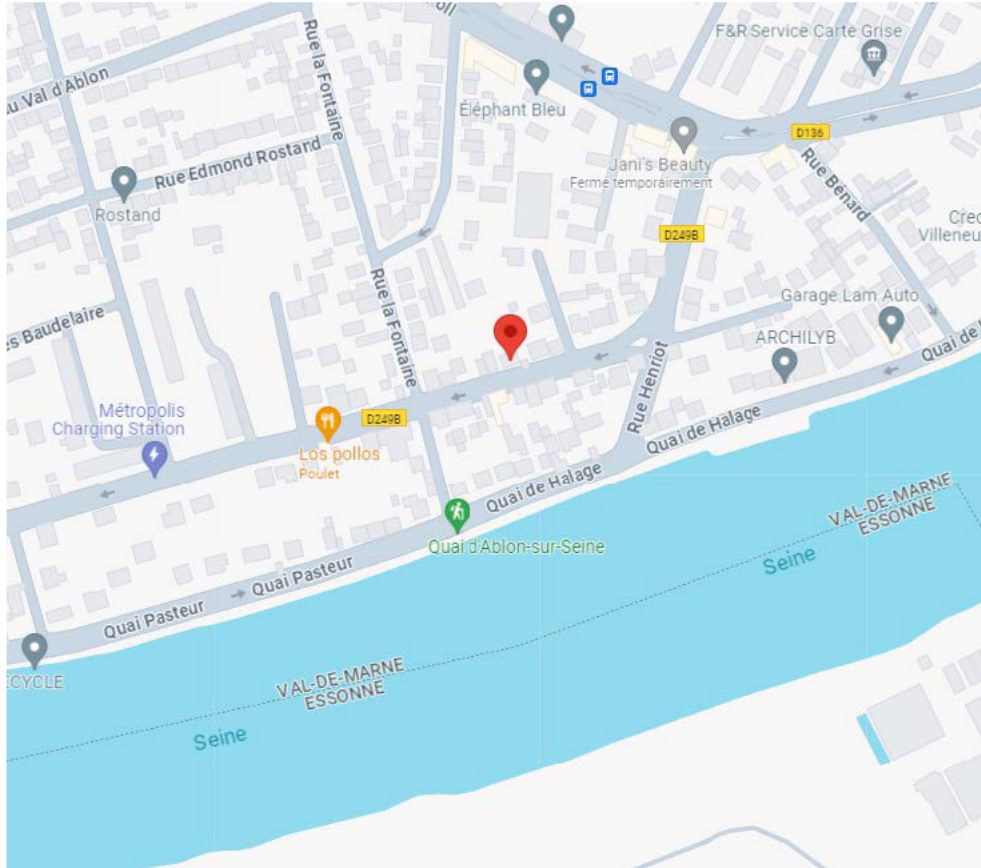 Rue la Fontaine
F&R Service Carte Grise
Val d'Ablon
Éléphant Bleu
D136
Rue Edmond Rostand
Jani's Beauty
Fermé temporairement
Rue Bénard
Rostand
D249B
Villeneu
Rue la Fontaine
Garage Lam Auto
Baudelaire
ARCHILYB
Quai de
Métropolis
Charging Station
D249B
Rue Henriot
Los pollos
Poulet
Quai de Halage
Quai de Halage
VAL-DE-MARNE
ESSONNE
Quai d'Ablon-sur-Seine
Seine
Quai Pasteur
Quai Pasteur
ECYCLE
VAL-DE-MARNE
ESSONNE
Seine